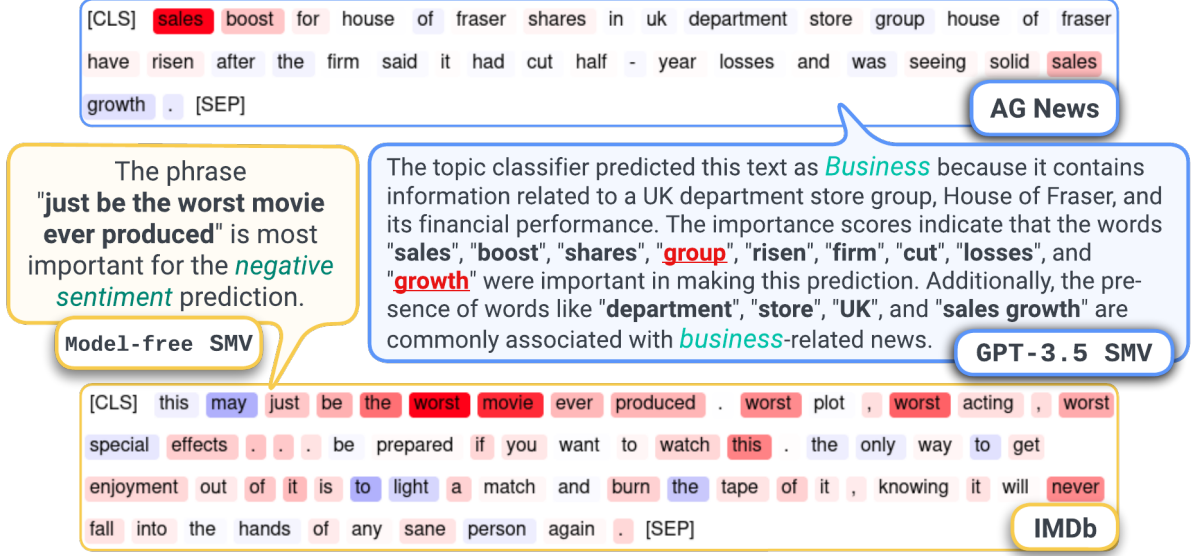 [CLS] sales boost for house of fraser shares in uk department store group house of fraser
have risen after the firm said it had cut half - year losses and was seeing solid sales
growth . [SEP]
AG News
The phrase
"just be the worst movie
ever produced" is most
important for the negative
sentiment prediction.
Model-free SMV
The topic classifier predicted this text as Business because it contains
information related to a UK department store group, House of Fraser, and
its financial performance. The importance scores indicate that the words
"sales", "boost", "shares", "group", "risen", "firm", "cut", "losses", and
"growth" were important in making this prediction. Additionally, the pre-
sence of words like "department", "store", "UK", and "sales growth" are
commonly associated with business-related news.
GPT-3.5 SMV
[CLS] this may just be the worst movie ever produced . worst plot , worst acting , worst
special effects . . . be prepared if you want to watch this . the only way to get
enjoyment out of it is to light a match and burn the tape of it , knowing it will never
fall into the hands of any sane person again . [SEP]
IMDb